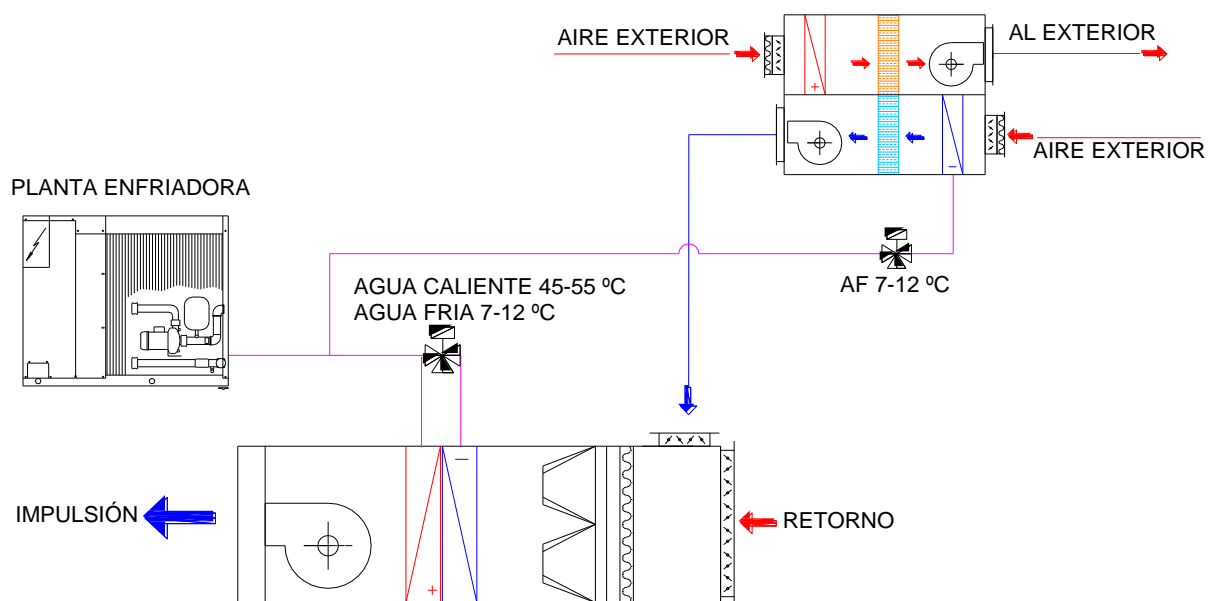 AIRE EXTERIOR
AL EXTERIOR
+
AIRE EXTERIOR
−
PLANTA ENFRIADORA
AGUA CALIENTE 45-55 ºC
AGUA FRIA 7-12 ºC
AF 7-12 ºC
−
IMPULSIÓN
RETORNO
+